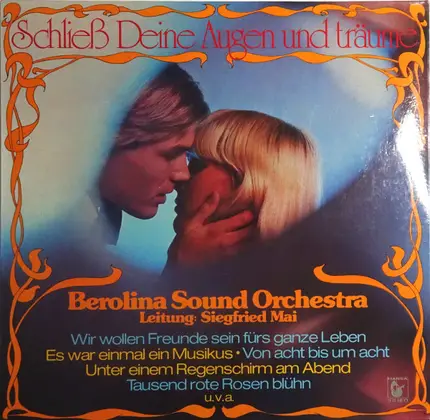 Schließ Deine Augen und träume
Berolina Sound Orchestra
Leitung: Siegfried Mai
Wir wollen Freunde sein fürs ganze Leben
Es war einmal ein Musikus • Von acht bis um acht
Unter einem Regenschirm am Abend
Tausend rote Rosen blühn
u.v.a.